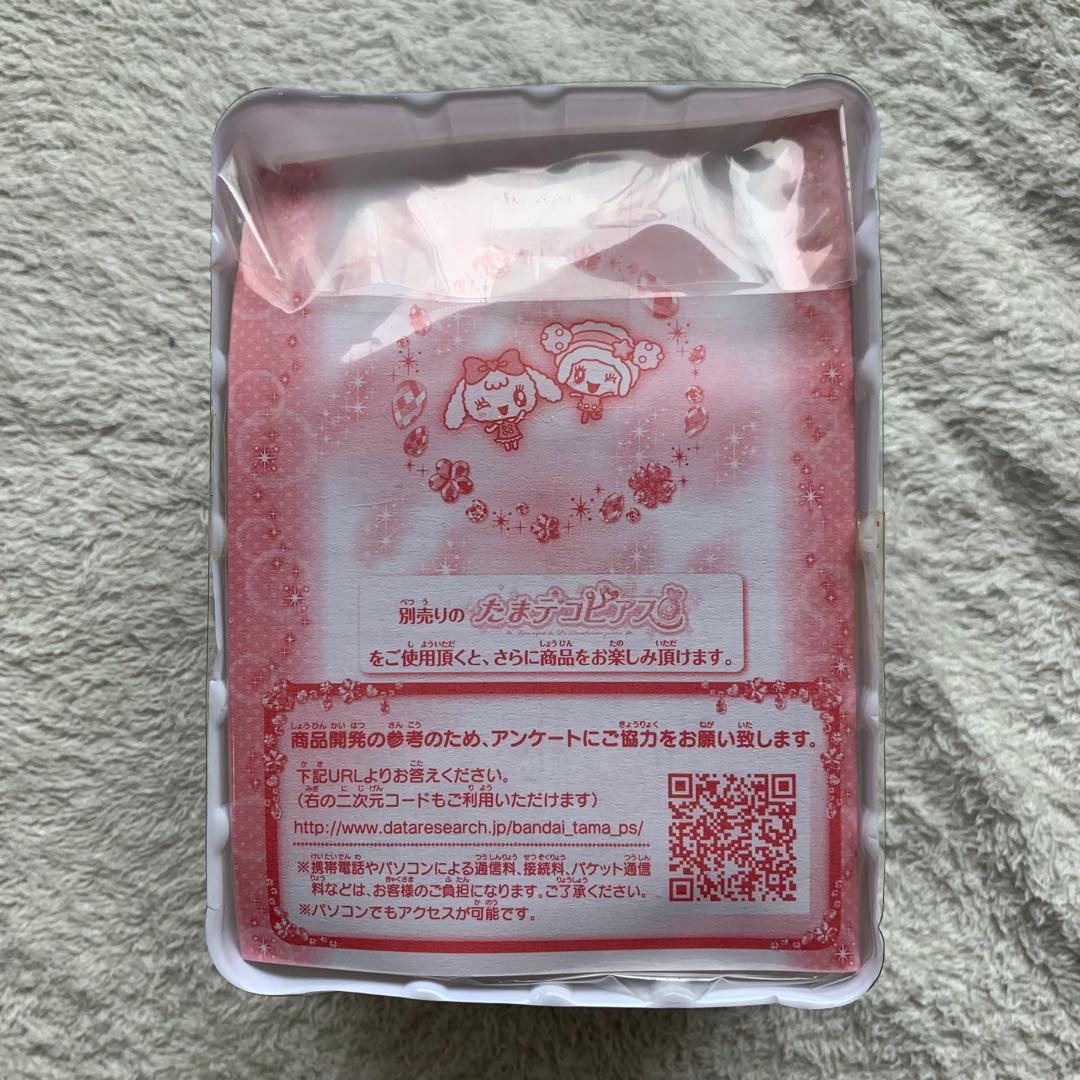 別売りの たまデコピアス
をご使用頂くと、さらに商品をお楽しみ頂けます。
商品開発の参考のため、アンケートにご協力をお願い致します。
下記URLよりお答えください。
(右の二次元コードもご利用いただけます)
http://www.dataresearch.jp/bandai_tama_ps/
※携帯電話やパソコンによる通信料、接続料、パケット通信
料などは、お客様のご負担になります。ご了承ください。
※パソコンでもアクセスが可能です。